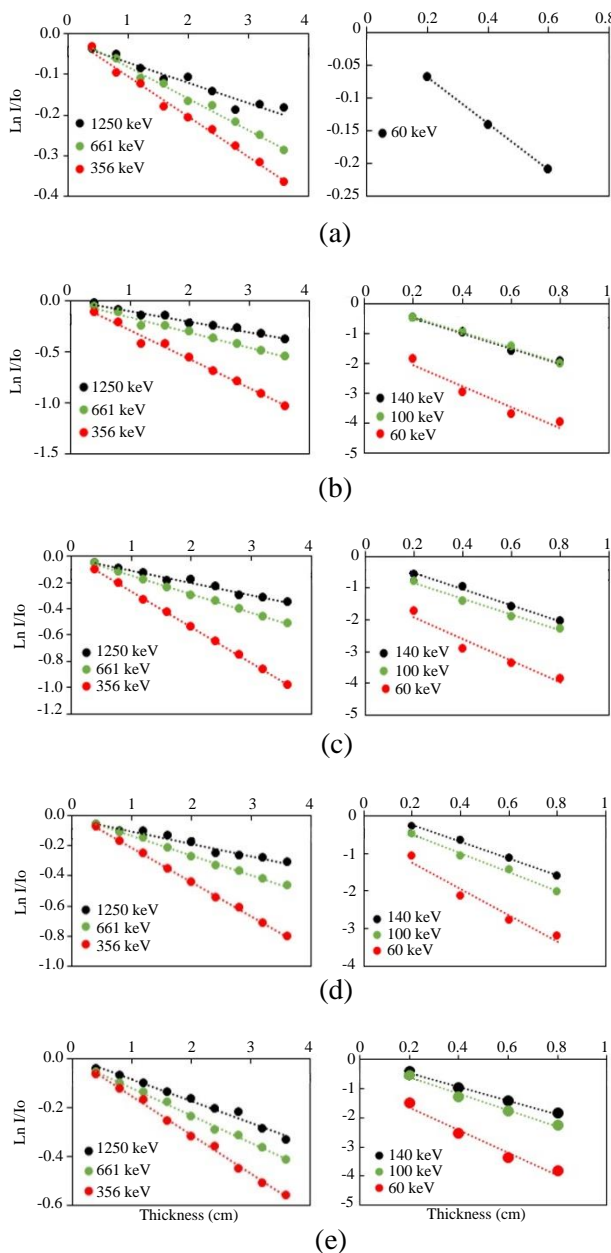 0 1 2 3 4
0.0
-0.1
-0.2
-0.3
-0.4
Ln I/Io
1250 keV
661 keV
356 keV
0 0.2 0.4 0.6 0.8
0
-0.05
-0.1
-0.15
-0.2
-0.25
60 keV
(a)
0 1 2 3 4
0.0
-0.5
-1.0
-1.5
Ln I/Io
1250 keV
661 keV
356 keV
0 0.2 0.4 0.6 0.8 1
0
-1
-2
-3
-4
-5
140 keV
100 keV
60 keV
(b)
0 1 2 3 4
0.0
-0.2
-0.4
-0.6
-0.8
-1.0
-1.2
Ln I/Io
1250 keV
661 keV
356 keV
0 0.2 0.4 0.6 0.8 1
0
-1
-2
-3
-4
-5
140 keV
100 keV
60 keV
(c)
0 1 2 3 4
0.0
-0.2
-0.4
-0.6
-0.8
-1.0
Ln I/Io
1250 keV
661 keV
356 keV
0 0.2 0.4 0.6 0.8 1
0
-1
-2
-3
-4
140 keV
100 keV
60 keV
(d)
0 1 2 3 4
0.0
-0.2
-0.4
-0.6
Ln I/Io
1250 keV
661 keV
356 keV
Thickness (cm)
0 0.2 0.4 0.6 0.8 1
0
-1
-2
-3
-4
-5
140 keV
100 keV
60 keV
Thickness (cm)
(e)